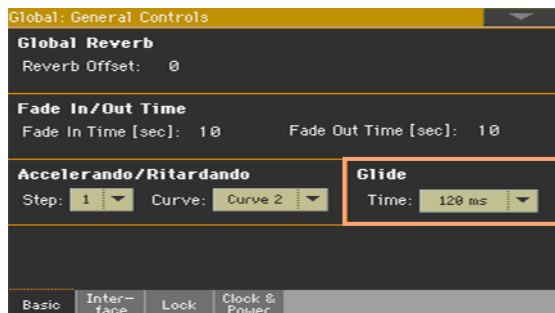 Global: General Controls
Global Reverb
Reverb Offset: 0
Fade In/Out Time
Fade In Time [sec]: 10 Fade Out Time [sec]: 10
Accelerando/Ritardando Glide
Step: 1 Curve: Curve 2 Time: 120 ms
Basic Inter- Lock Clock &
face Power